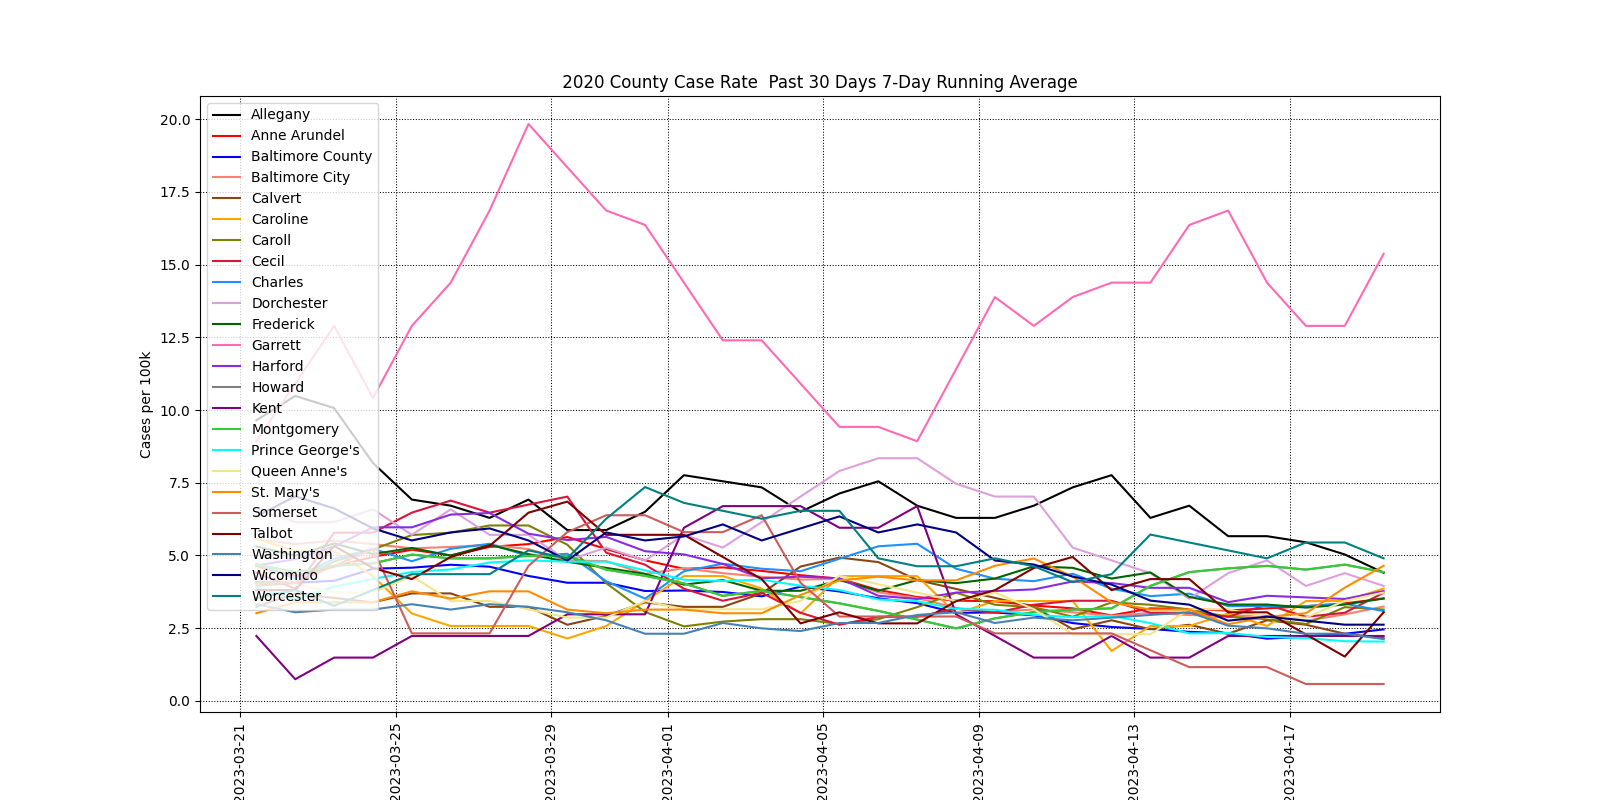 2020 County Case Rate  Past 30 Days 7-Day Running Average
Cases per 100k
20.0
17.5
15.0
12.5
10.0
7.5
5.0
2.5
0.0
Allegany
Anne Arundel
Baltimore County
Baltimore City
Calvert
Caroline
Caroll
Cecil
Charles
Dorchester
Frederick
Garrett
Harford
Howard
Kent
Montgomery
Prince George's
Queen Anne's
St. Mary's
Somerset
Talbot
Washington
Wicomico
Worcester
2023-03-21
2023-03-25
2023-03-29
2023-04-01
2023-04-05
2023-04-09
2023-04-13
2023-04-17